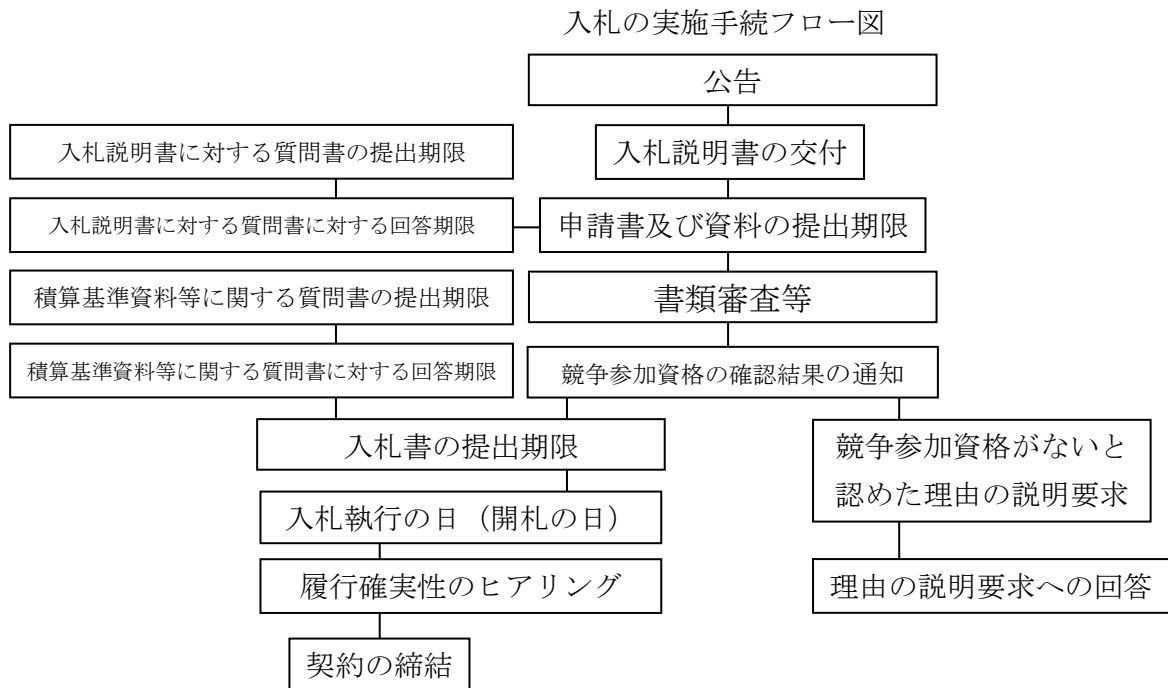 入札の実施手続フロー図
公告
入札説明書に対する質問書の提出期限
入札説明書の交付
入札説明書に対する質問書に対する回答期限
申請書及び資料の提出期限
積算基準資料等に関する質問書の提出期限
書類審査等
積算基準資料等に関する質問書に対する回答期限
競争参加資格の確認結果の通知
入札書の提出期限
競争参加資格がないと
認めた理由の説明要求
入札執行の日（開札の日）
履行確実性のヒアリング
理由の説明要求への回答
契約の締結